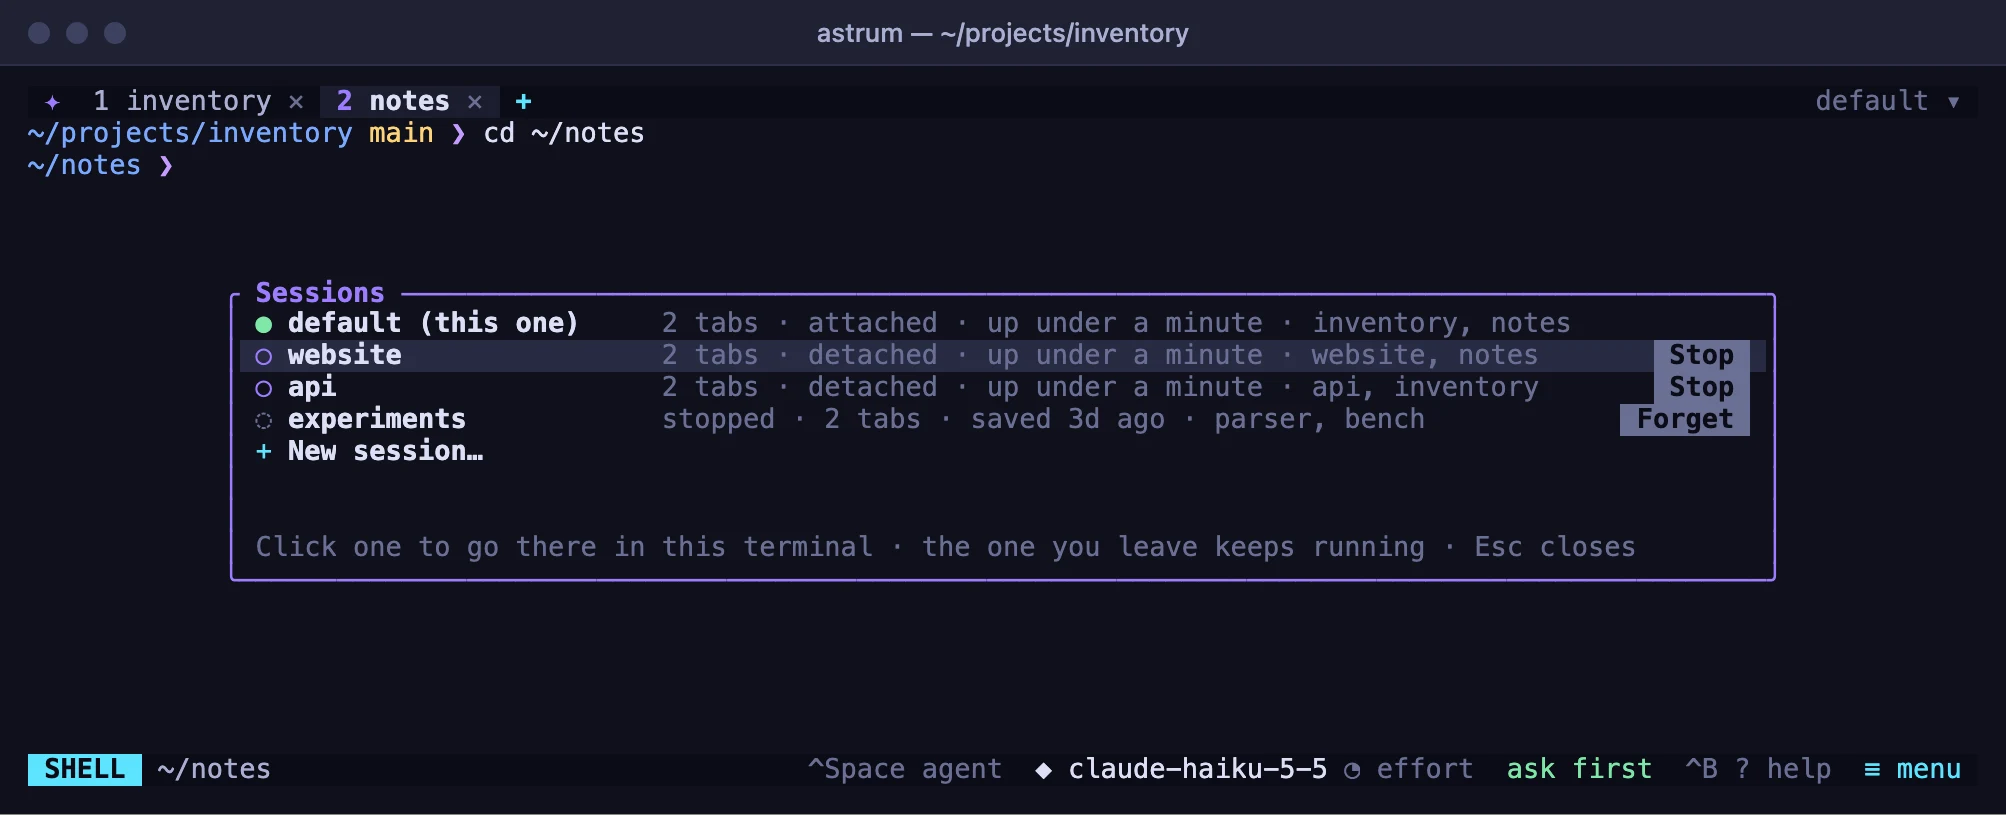 astrum — ~/projects/inventory
✦ 1 inventory × 2 notes × + default ▾
~/projects/inventory main ❯ cd ~/notes
~/notes ❯
Sessions
● default (this one) 2 tabs · attached · up under a minute · inventory, notes
○ website 2 tabs · detached · up under a minute · website, notes Stop
○ api 2 tabs · detached · up under a minute · api, inventory Stop
◌ experiments stopped · 2 tabs · saved 3d ago · parser, bench Forget
+ New session…
Click one to go there in this terminal · the one you leave keeps running · Esc closes
SHELL ~/notes ^Space agent ◆ claude-haiku-5-5 ◔ effort ask first ^B ? help ≡ menu